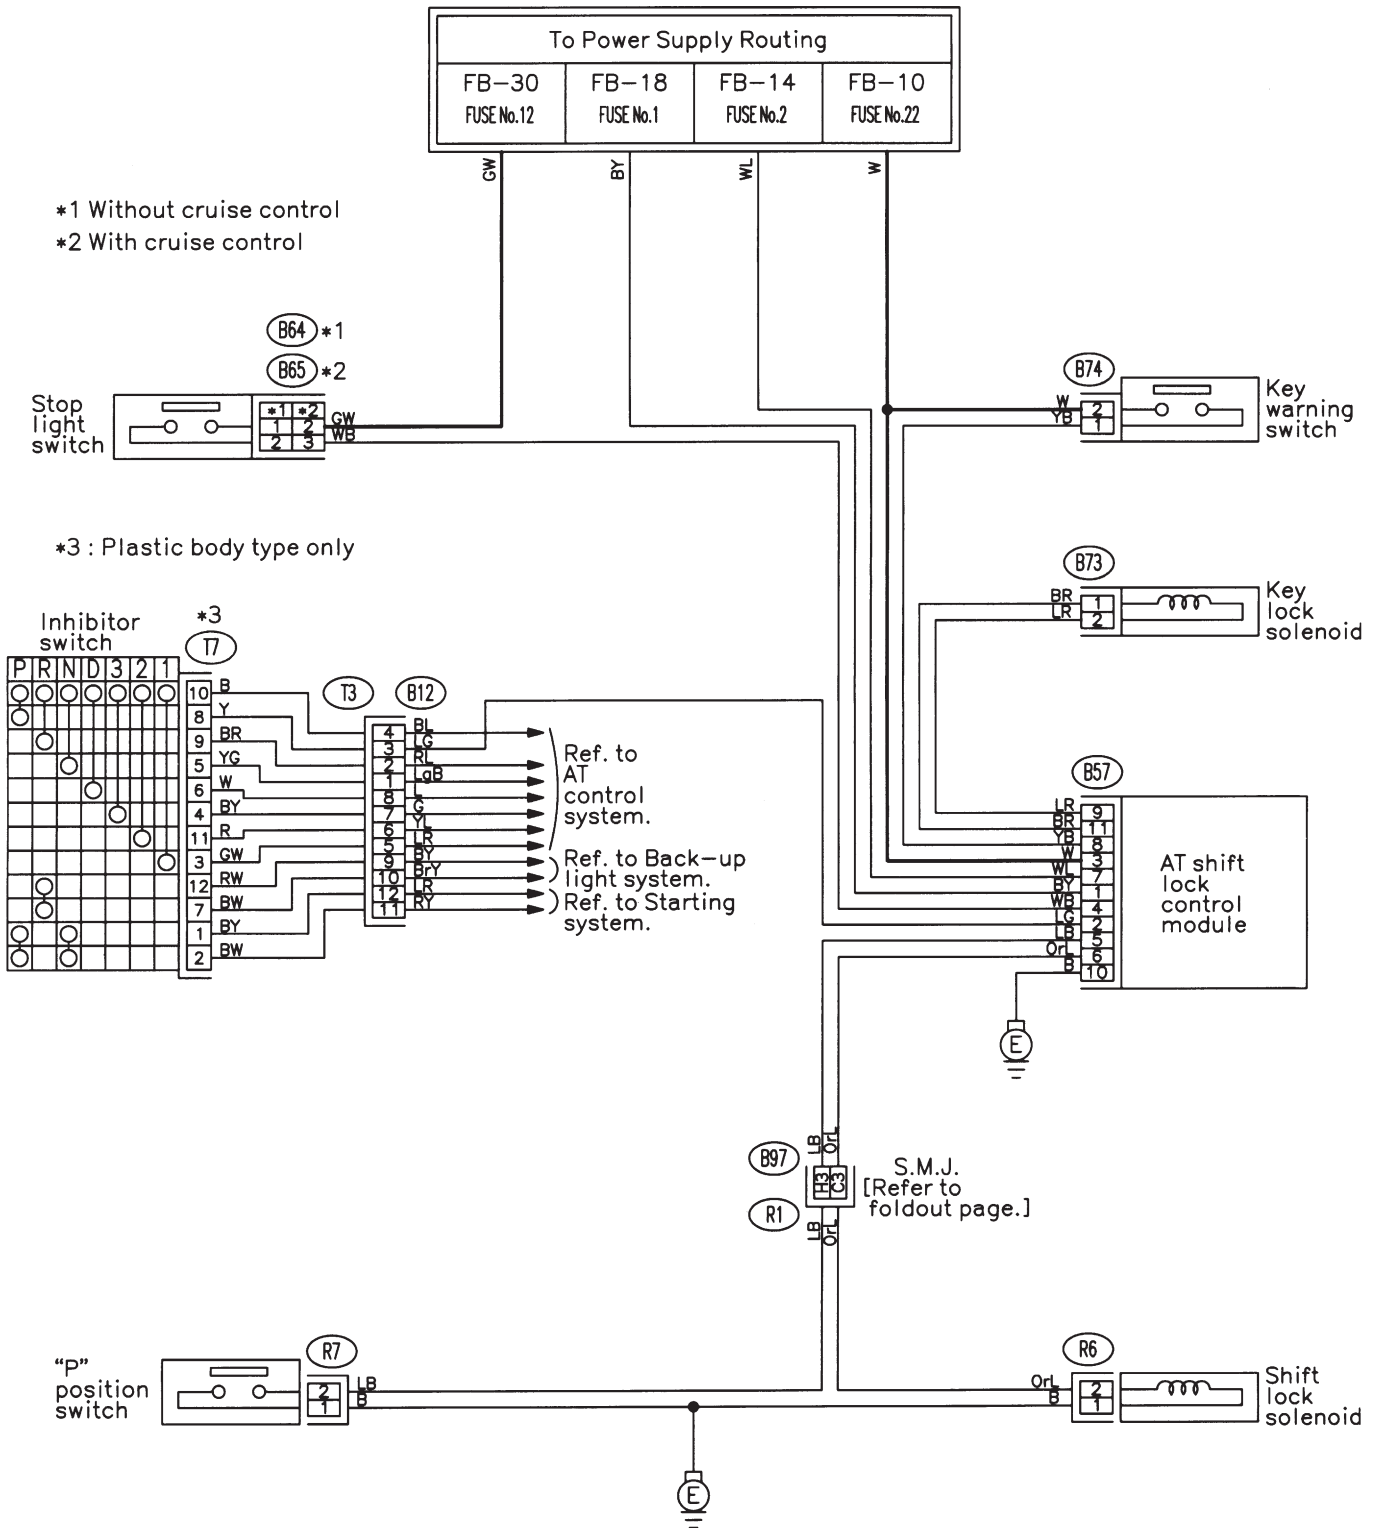 To Power Supply Routing
FB-30 FB-18 FB-14 FB-10
FUSE No.12 FUSE No.1 FUSE No.2 FUSE No.22
GW BY WL W
*1 Without cruise control
*2 With cruise control
B64 *1
B65 *2
Stop
light
switch
*1 *2
1 2 GW
2 3 WB
B74
W 2
YB 1
Key
warning
switch
*3 : Plastic body type only
B73
BR 1
LR 2
Key
lock
solenoid
Inhibitor
switch
*3
T7
P R N D 3 2 1
10 B
8 Y
9 BR
5 YG
6 W
4 BY
11 R
3 GW
12 RW
7 BW
1 BY
2 BW
T3 B12
4 BL
3 LG
2 RL
1 LgB
8 L
7 G
6 YL
5 LR
9 BY
10 BrY
12 LR
11 RY
Ref. to
AT
control
system.
Ref. to Back-up
light system.
Ref. to Starting
system.
B57
LR 9
BR 11
YB 8
W 3
WL 7
BY 1
WB 4
LG 2
LB 5
OrL 6
B 10
AT shift
lock
control
module
E
LB OrL
B97
H3 C3
R1
LB OrL
S.M.J.
[Refer to
foldout page.]
"P"
position
switch
R7
2 LB
1 B
E
R6
OrL 2
B 1
Shift
lock
solenoid